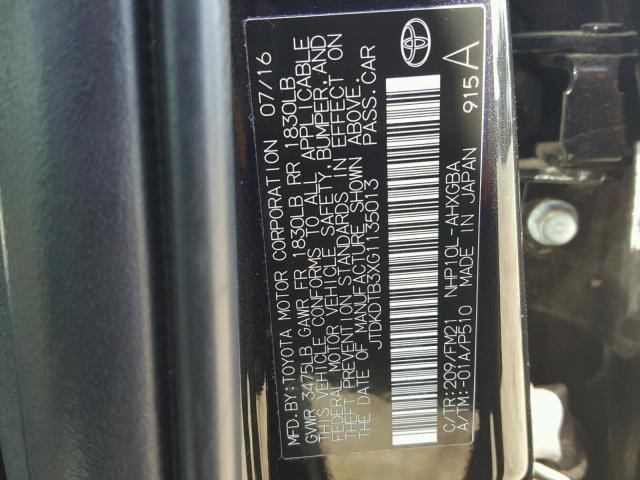 MFD.BY:TOYOTA MOTOR CORPORATION 07/16
GVWR 3475LB GAWR FR 1830LB RR 1830LB
THIS VEHICLE CONFORMS TO ALL APPLICABLE
FEDERAL MOTOR VEHICLE SAFETY, BUMPER, AND
THEFT PREVENTION STANDARDS IN EFFECT ON
THE DATE OF MANUFACTURE SHOWN ABOVE.
JTDKDTB3XG1135013 PASS. CAR
C/TR:209/FM21 NHP10L-AHXGBA 915 A
A/TM:-01A/P510 MADE IN JAPAN